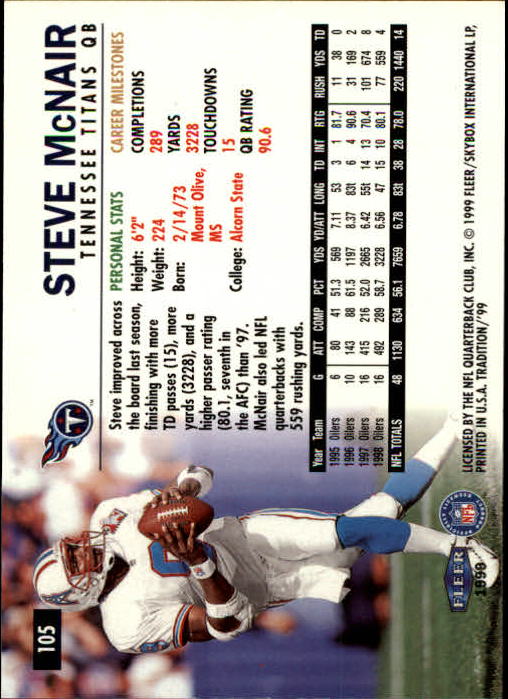 105
STEVE McNAIR
TENNESSEE TITANS QB
Steve improved across
the board last season,
finishing with more
TD passes (15), more
yards (3228), and a
higher passer rating
(80.1, seventh in
the AFC) than '97.
McNair also led NFL
quarterbacks with
559 rushing yards.
PERSONAL STATS
Height: 6'2"
Weight: 224
Born: 2/14/73
Mount Olive,
MS
College: Alcorn State
CAREER MILESTONES
COMPLETIONS
289
YARDS
3228
TOUCHDOWNS
15
QB RATING
90.6
Year Team G ATT COMP PCT YDS YD/ATT LONG TD INT RTG RUSH YDS TD
1995 Oilers 6 80 41 51.3 569 7.11 53 3 1 81.7 11 38 0
1996 Oilers 10 143 88 61.5 1197 8.37 83t 6 4 90.6 31 169 2
1997 Oilers 16 415 216 52.0 2665 6.42 55t 14 13 70.4 101 674 8
1998 Oilers 16 492 289 58.7 3228 6.56 47 15 10 80.1 77 559 4
NFL TOTALS 48 1130 634 56.1 7659 6.78 83t 38 28 78.0 220 1440 14
LICENSED BY THE NFL QUARTERBACK CLUB, INC. © 1999 FLEER/SKYBOX INTERNATIONAL LP,
PRINTED IN U.S.A. TRADITION/'99
NFL
FLEER
1999